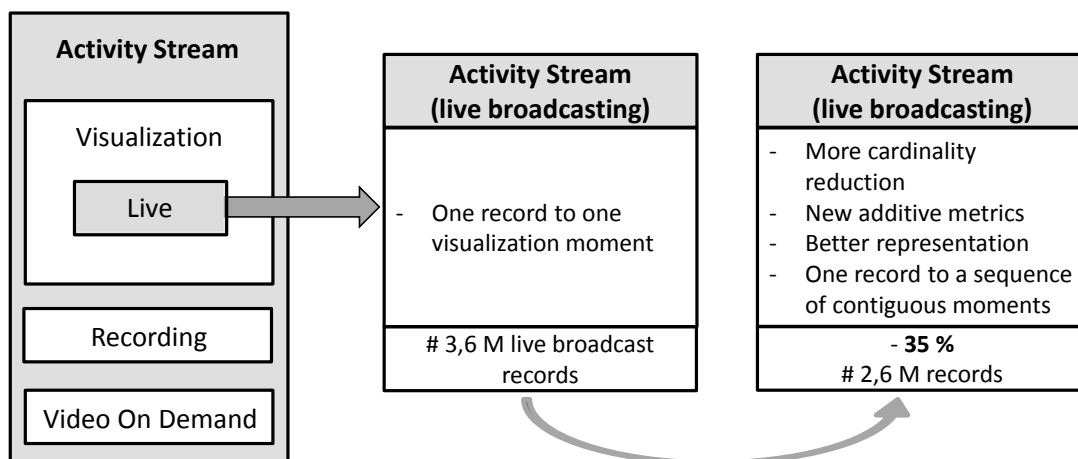 Activity Stream
Visualization
Live
Recording
Video On Demand
Activity Stream
(live broadcasting)
- One record to one
visualization moment
# 3,6 M live broadcast
records
Activity Stream
(live broadcasting)
- More cardinality
reduction
- New additive metrics
- Better representation
- One record to a sequence
of contiguous moments
- 35 %
# 2,6 M records